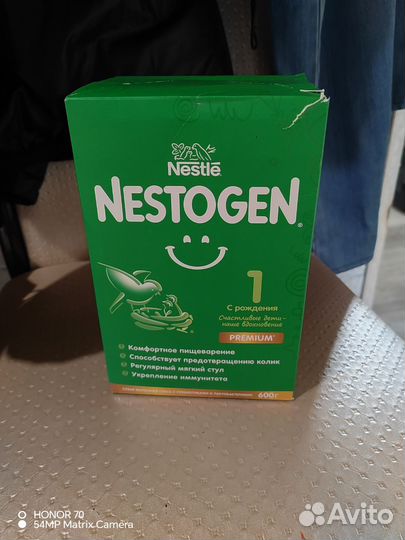 Nestlé
NESTOGEN®
1
С рождения
Счастливые дети -
наше вдохновение
PREMIUM
Комфортное пищеварение
Способствует предотвращению колик
Регулярный мягкий стул
Укрепление иммунитета
600г
HONOR 70
54MP Matrix Camera
Avito